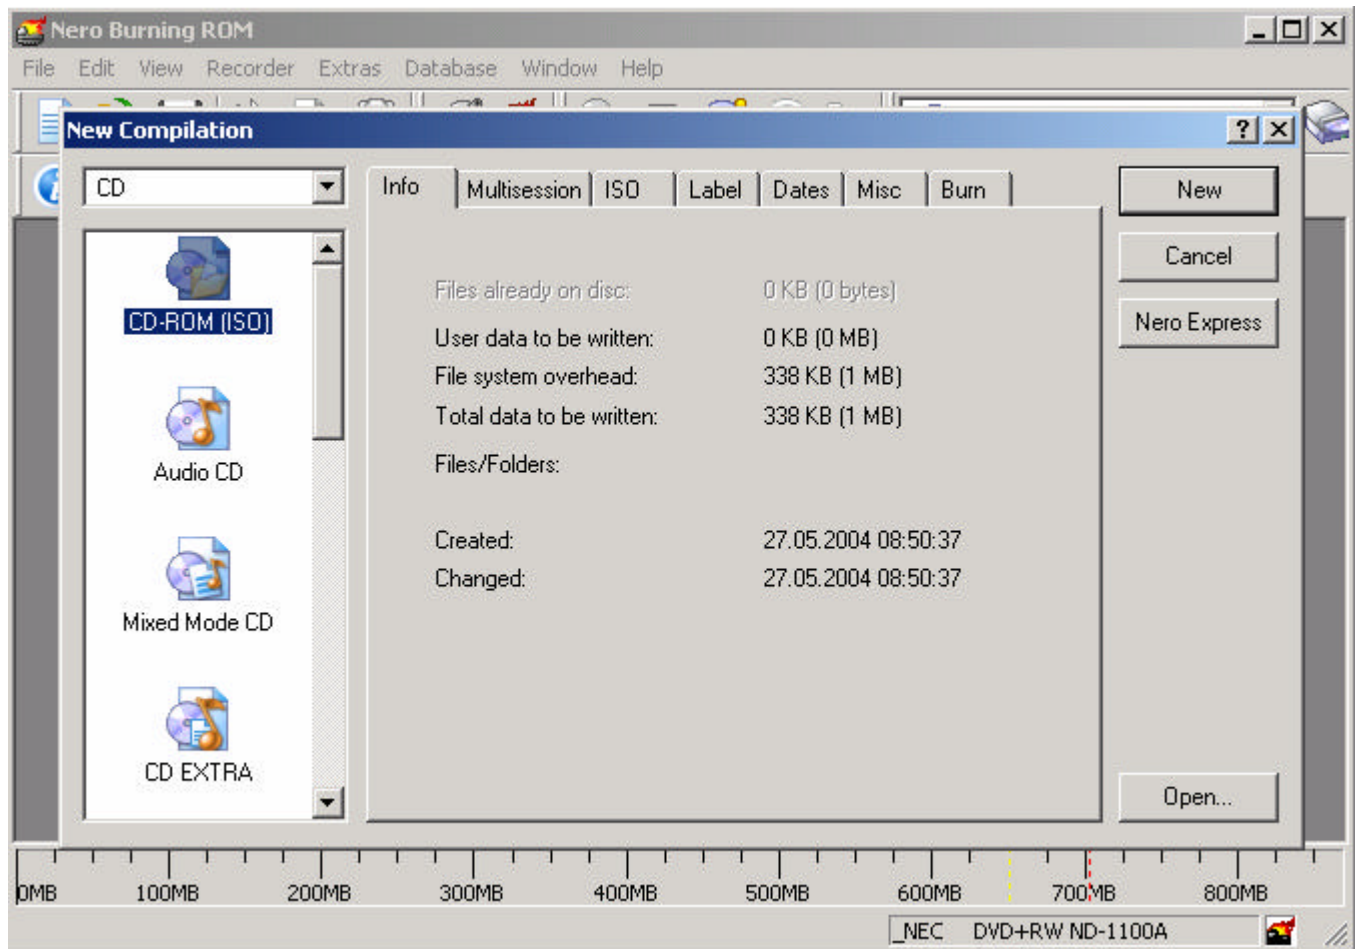 Nero Burning ROM
File Edit View Recorder Extras Database Window Help
New Compilation
CD
Info Multisession ISO Label Dates Misc Burn
New
Cancel
Nero Express
CD-ROM (ISO)
Audio CD
Mixed Mode CD
CD EXTRA
Files already on disc: 0 KB (0 bytes)
User data to be written: 0 KB (0 MB)
File system overhead: 338 KB (1 MB)
Total data to be written: 338 KB (1 MB)
Files/Folders:
Created: 27.05.2004 08:50:37
Changed: 27.05.2004 08:50:37
Open...
0MB 100MB 200MB 300MB 400MB 500MB 600MB 700MB 800MB
_NEC DVD+RW ND-1100A